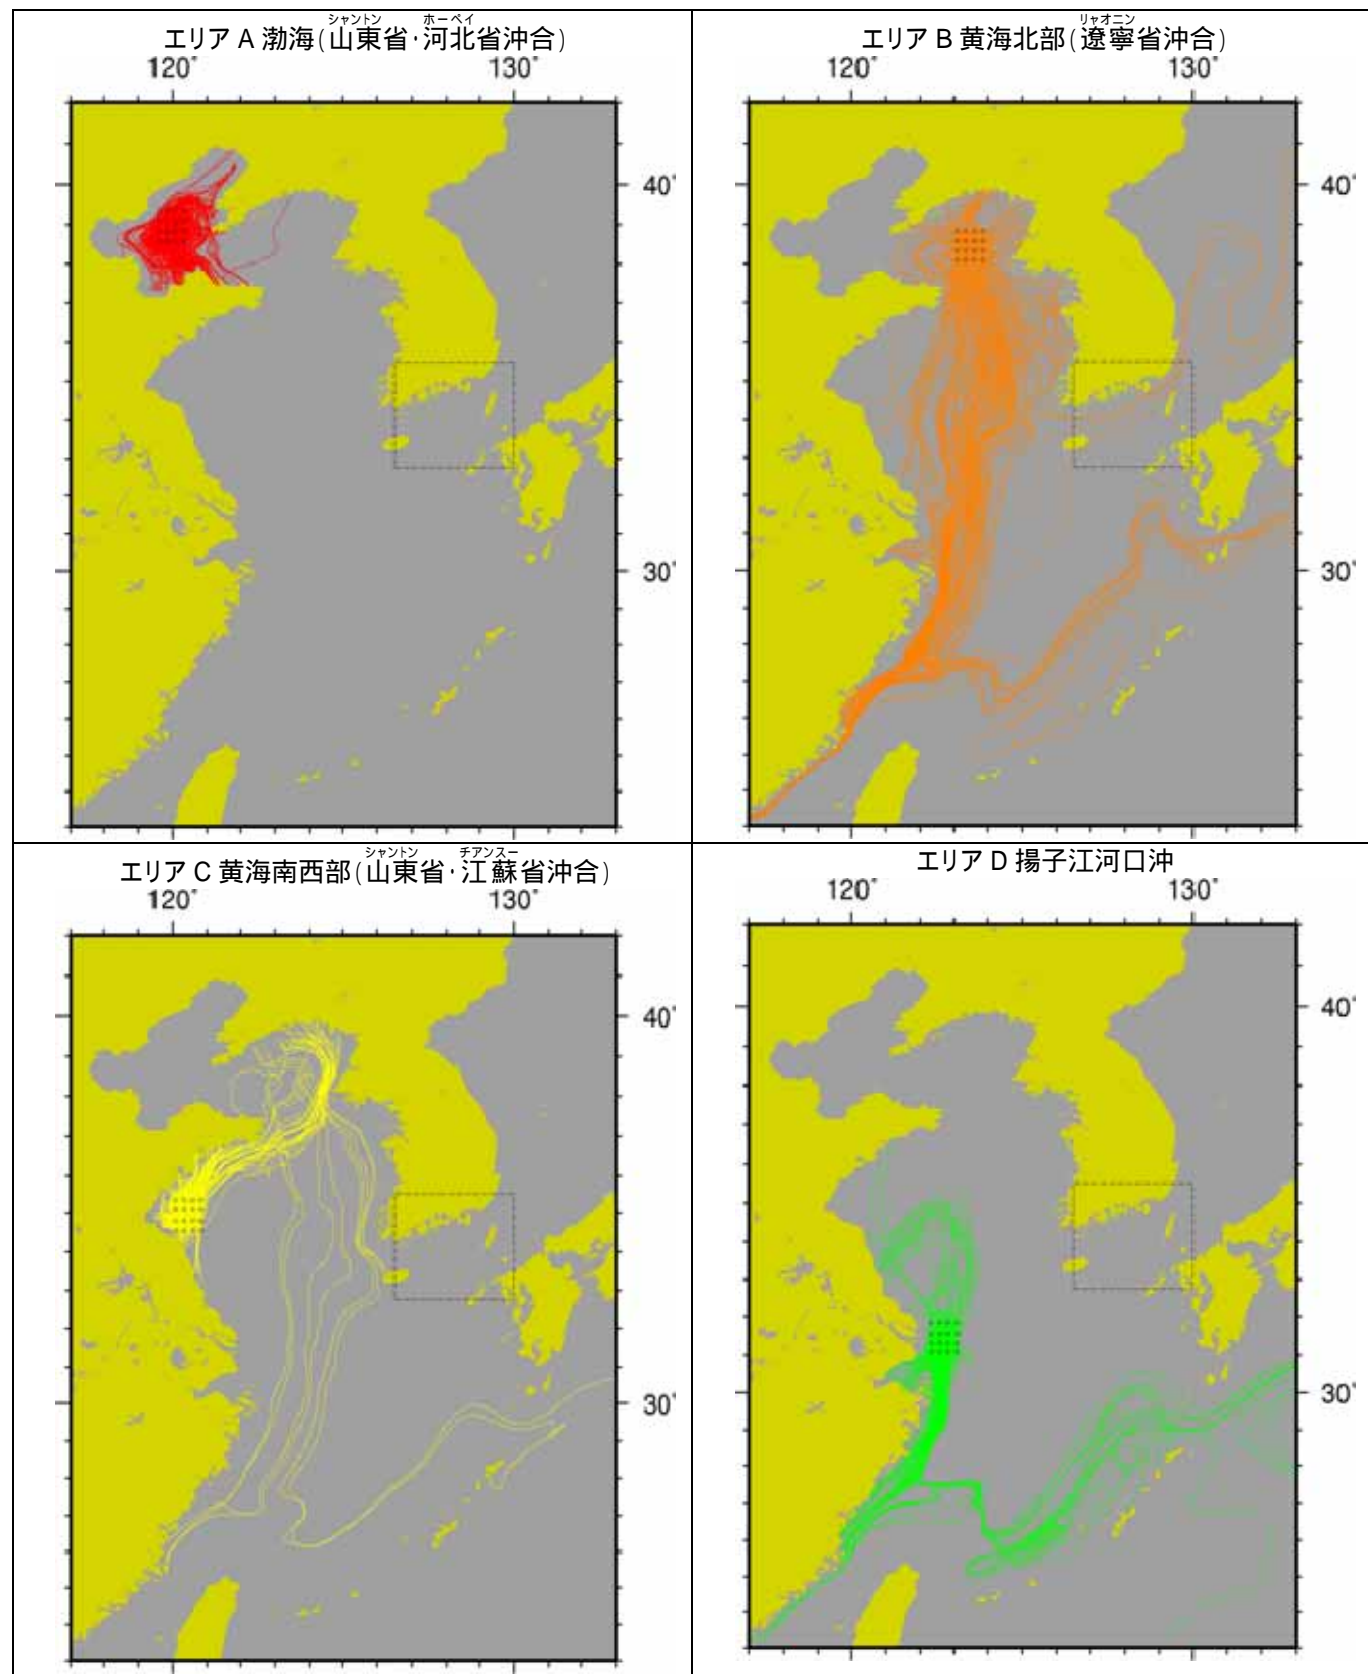 シャントン ホーペイ
エリア A 渤海(山東省・河北省沖合)
120° 130°
40°
30°
リャオニン
エリア B 黄海北部(遼寧省沖合)
120° 130°
40°
30°
シャントン チアンスー
エリア C 黄海南西部(山東省・江蘇省沖合)
120° 130°
40°
30°
エリア D 揚子江河口沖
120° 130°
40°
30°